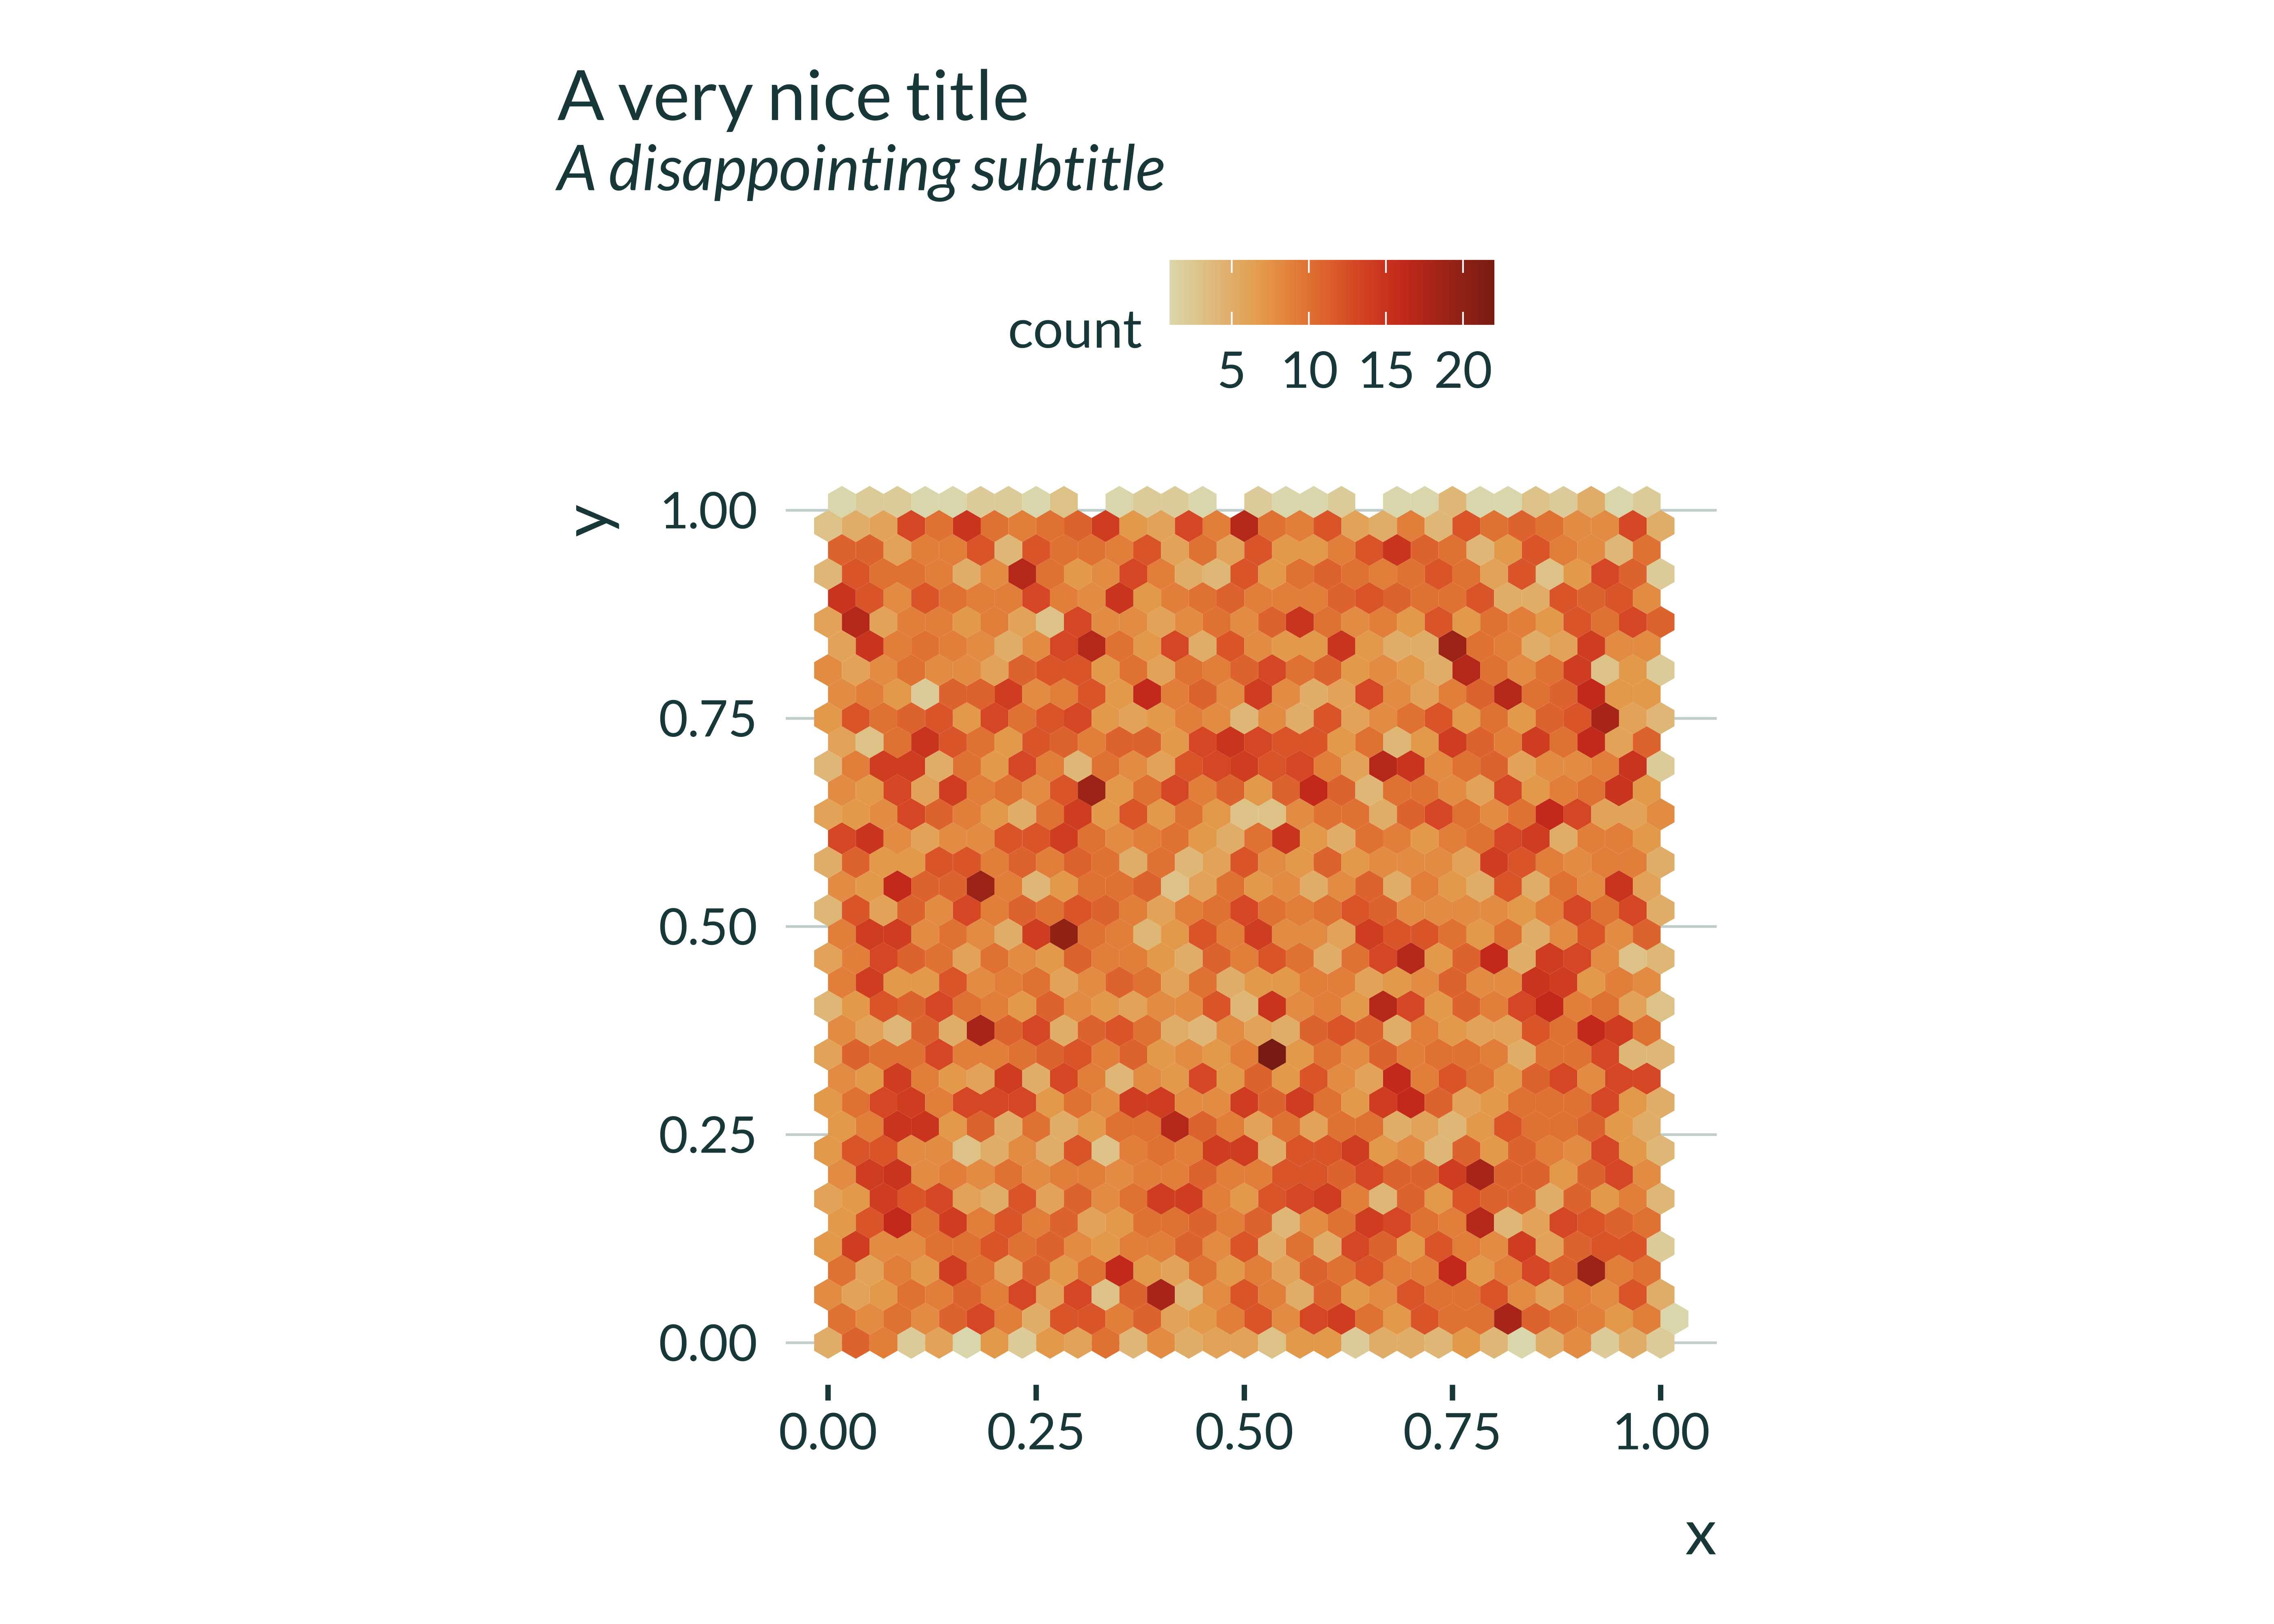 A very nice title
A disappointing subtitle
count
5 10 15 20
y
1.00
0.75
0.50
0.25
0.00
0.00 0.25 0.50 0.75 1.00
x